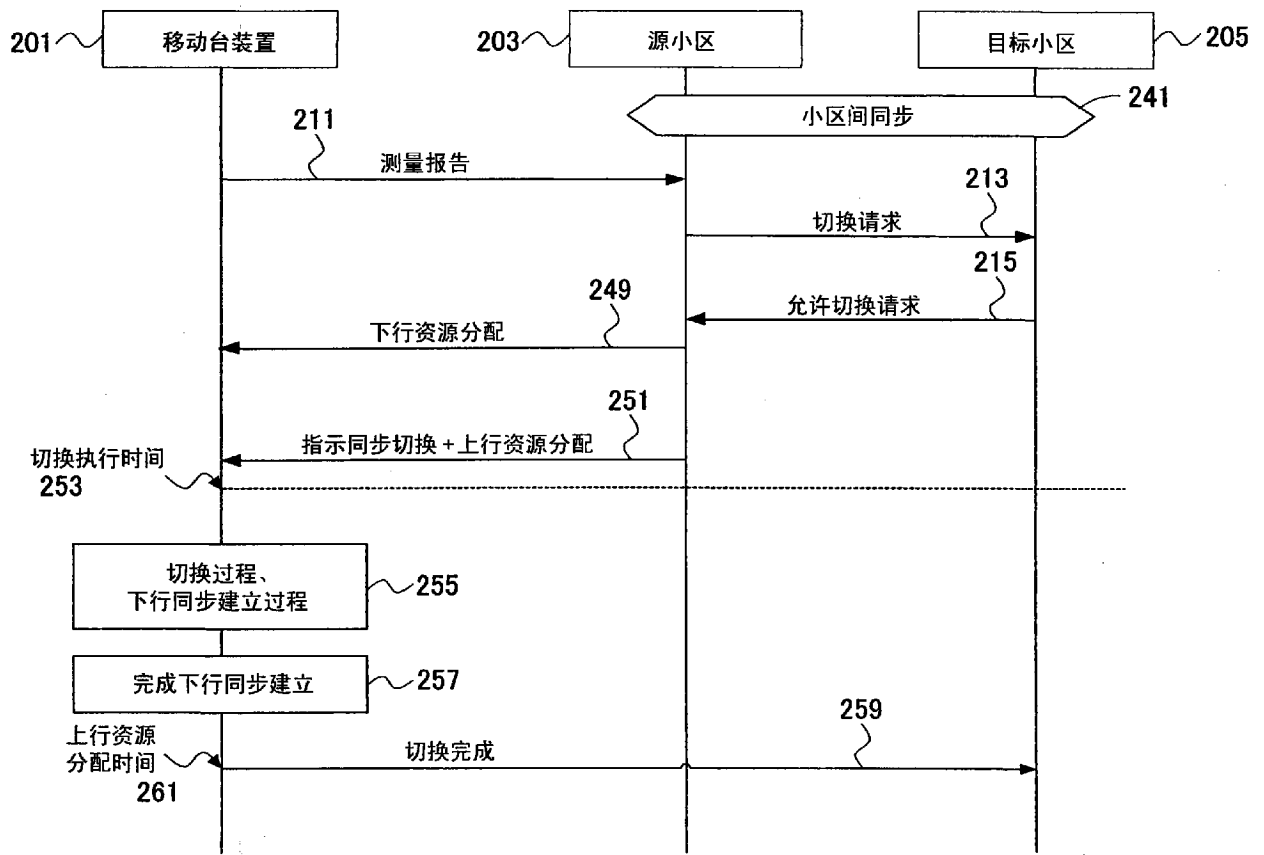 201 移动台装置
203 源小区
目标小区 205
小区间同步 241
211
测量报告
213
切换请求
215
允许切换请求
249
下行资源分配
251
指示同步切换+上行资源分配
切换执行时间
253
切换过程、
下行同步建立过程
255
完成下行同步建立
257
上行资源
分配时间
261
259
切换完成